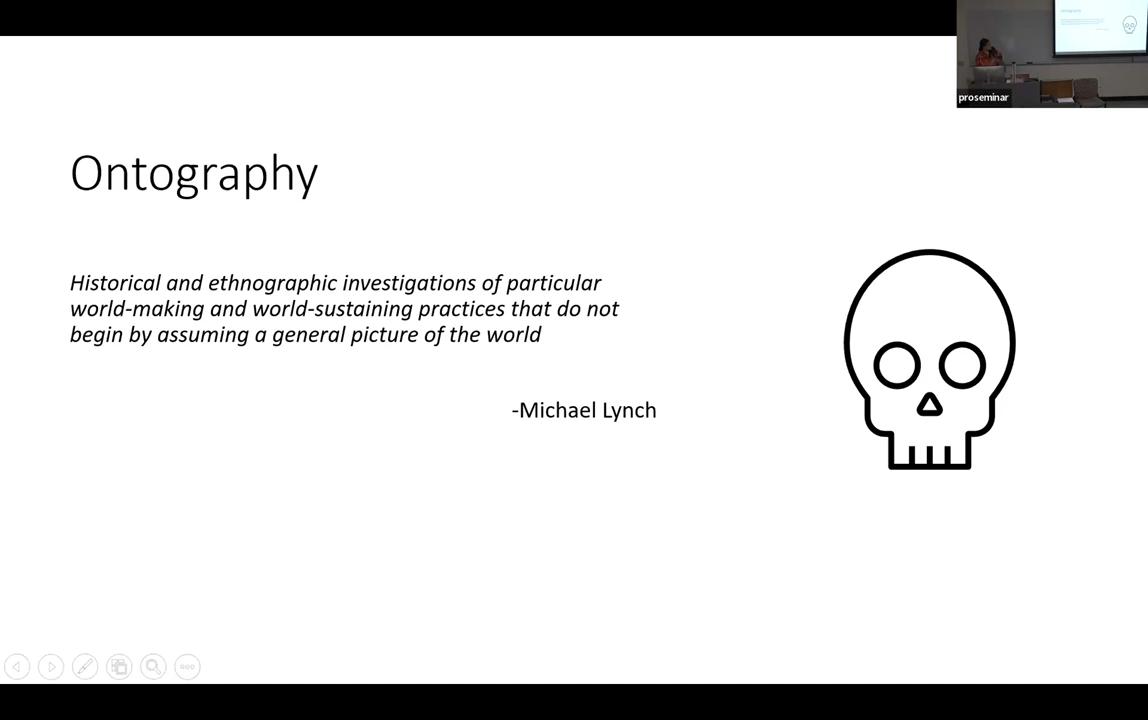 proseminar
Ontography
Historical and ethnographic investigations of particular
world-making and world-sustaining practices that do not
begin by assuming a general picture of the world
-Michael Lynch